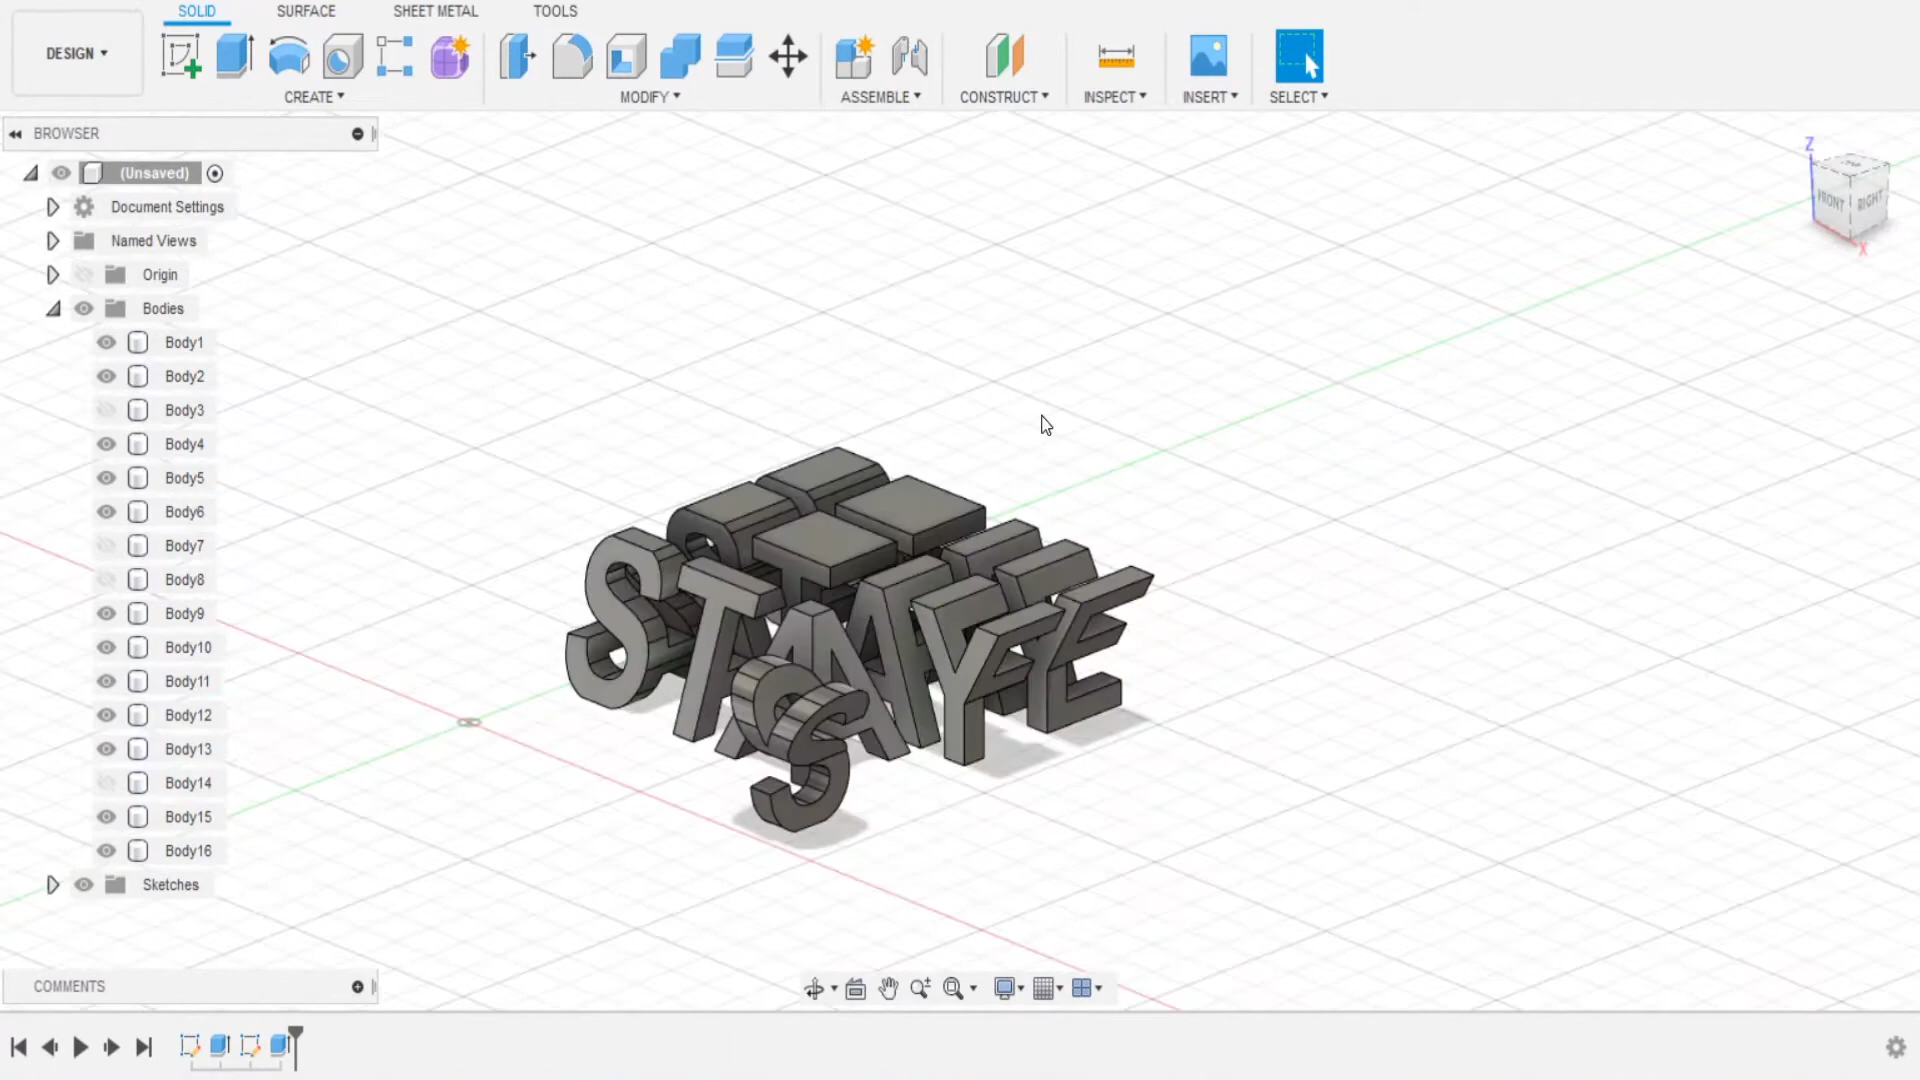 SOLID SURFACE SHEET METAL TOOLS
DESIGN
CREATE MODIFY ASSEMBLE CONSTRUCT INSPECT INSERT SELECT
BROWSER
(Unsaved)
Document Settings
Named Views
Origin
Bodies
Body1
Body2
Body3
Body4
Body5
Body6
Body7
Body8
Body9
Body10
Body11
Body12
Body13
Body14
Body15
Body16
Sketches
COMMENTS
Z
TOP
FRONT RIGHT
X